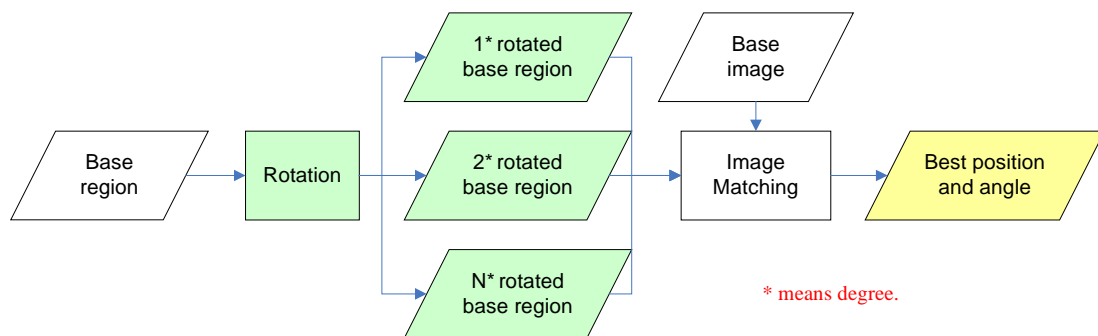 Base
region
Rotation
1* rotated
base region
2* rotated
base region
N* rotated
base region
Base
image
Image
Matching
Best position
and angle
* means degree.